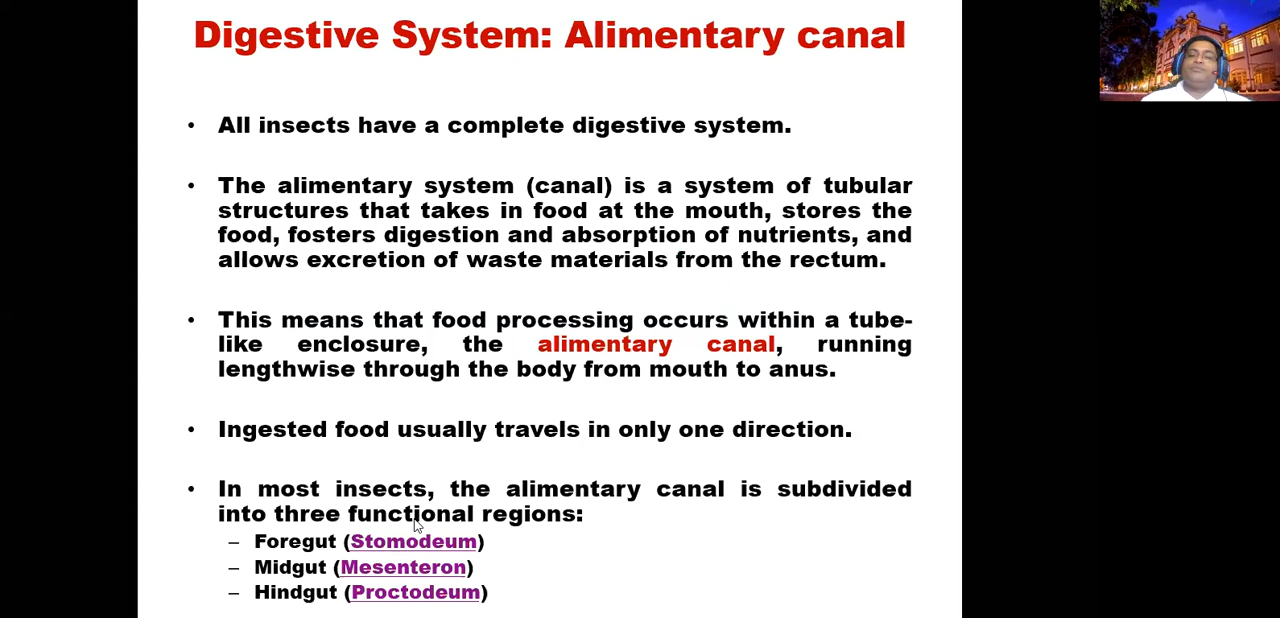 Digestive System: Alimentary canal
• All insects have a complete digestive system.
• The alimentary system (canal) is a system of tubular
structures that takes in food at the mouth, stores the
food, fosters digestion and absorption of nutrients, and
allows excretion of waste materials from the rectum.
• This means that food processing occurs within a tube-
like enclosure, the alimentary canal, running
lengthwise through the body from mouth to anus.
• Ingested food usually travels in only one direction.
• In most insects, the alimentary canal is subdivided
into three functional regions:
– Foregut (Stomodeum)
– Midgut (Mesenteron)
– Hindgut (Proctodeum)